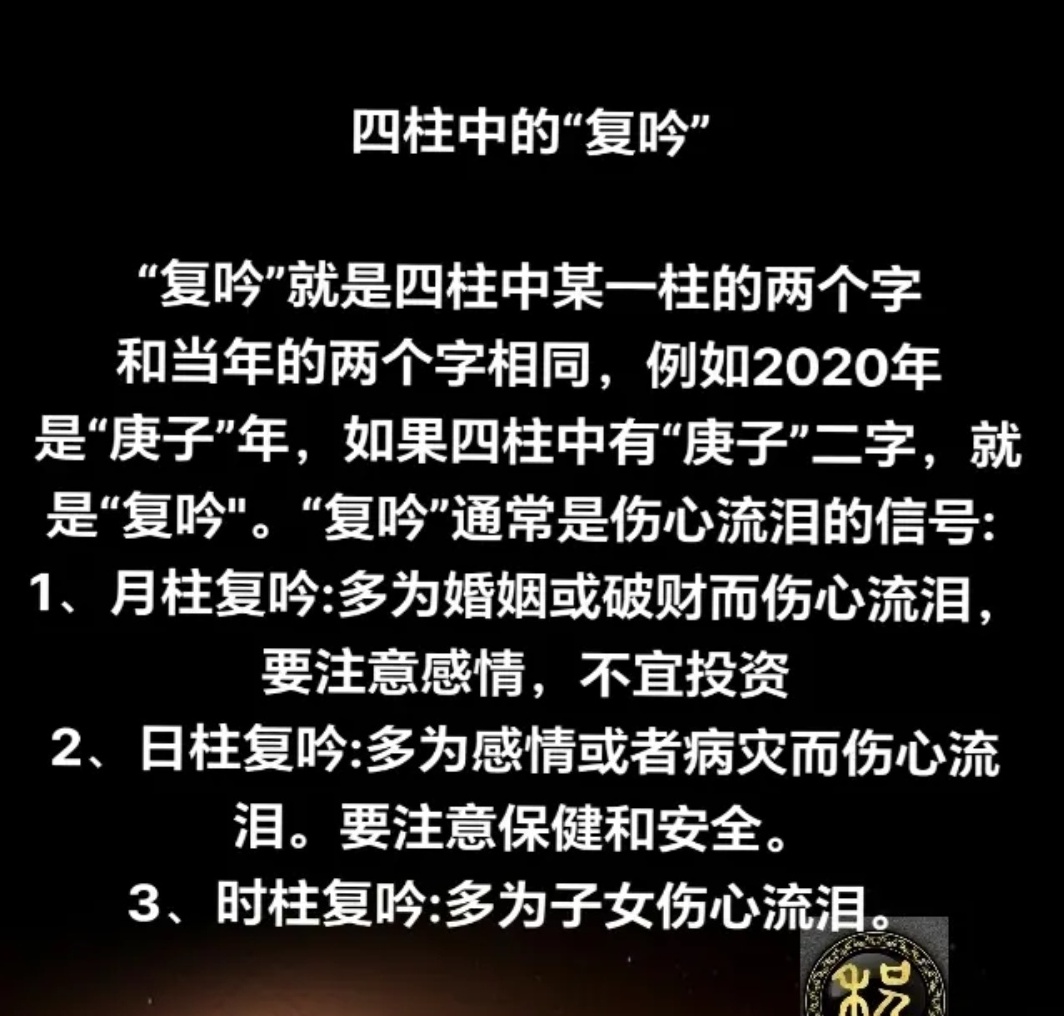 四柱中的“复吟”
“复吟”就是四柱中某一柱的两个字
和当年的两个字相同，例如2020年
是“庚子”年，如果四柱中有“庚子”二字，就
是“复吟"。“复吟”通常是伤心流泪的信号:
1、月柱复吟:多为婚姻或破财而伤心流泪，
要注意感情，不宜投资
2、日柱复吟:多为感情或者病灾而伤心流
泪。要注意保健和安全。
3、时柱复吟:多为子女伤心流泪。